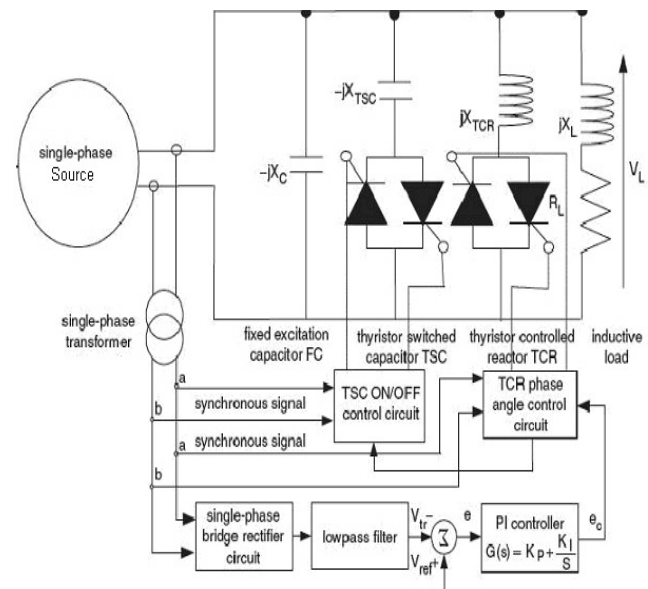 -jX_TSC
jX_TCR
jX_L
single-phase
Source
-jX_C
V_L
R_L
single-phase
transformer
fixed excitation
capacitor FC
thyristor switched
capacitor TSC
thyristor controlled
reactor TCR
inductive
load
a
TSC ON/OFF
control circuit
TCR phase
angle control
circuit
b
synchronous signal
a
synchronous signal
b
single-phase
bridge rectifier
circuit
lowpass filter
V_tr -
Σ
V_ref +
e
PI controller
G(s) = K_P + K_I
S
e_c